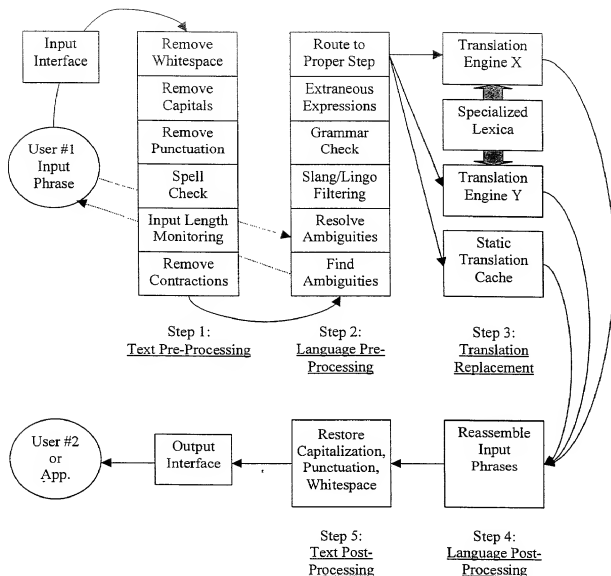 Input
Interface
User #1
Input
Phrase
Remove
Whitespace
Remove
Capitals
Remove
Punctuation
Spell
Check
Input Length
Monitoring
Remove
Contractions
Step 1:
Text Pre-Processing
Route to
Proper Step
Extraneous
Expressions
Grammar
Check
Slang/Lingo
Filtering
Resolve
Ambiguities
Find
Ambiguities
Step 2:
Language Pre-
Processing
Translation
Engine X
Specialized
Lexica
Translation
Engine Y
Static
Translation
Cache
Step 3:
Translation
Replacement
User #2
or
App.
Output
Interface
Restore
Capitalization,
Punctuation,
Whitespace
Step 5:
Text Post-
Processing
Reassemble
Input
Phrases
Step 4:
Language Post-
Processing